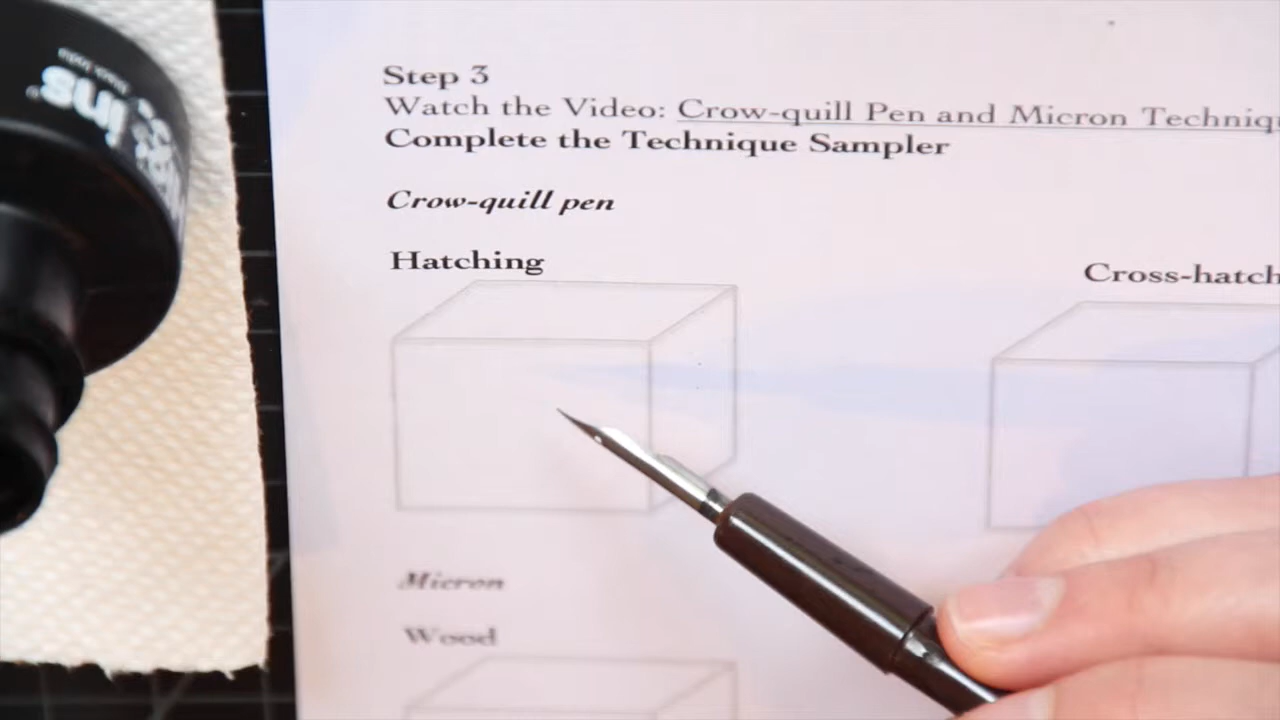 Step 3
Watch the Video: Crow-quill Pen and Micron Techniq
Complete the Technique Sampler
Crow-quill pen
Hatching
Cross-hatch
Micron
Wood